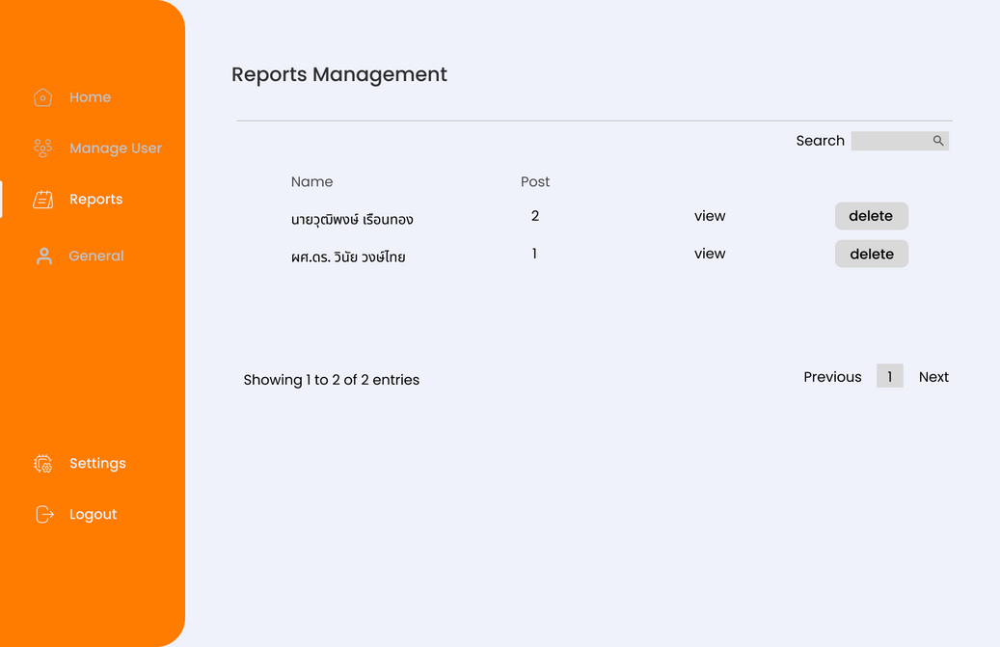 Home
Manage User
Reports
General
Settings
Logout
Reports Management
Search
Name Post
นายวุฒิพงษ์ เรือนทอง 2 view delete
ผศ.ดร. วินัย วงษ์ไทย 1 view delete
Showing 1 to 2 of 2 entries
Previous 1 Next